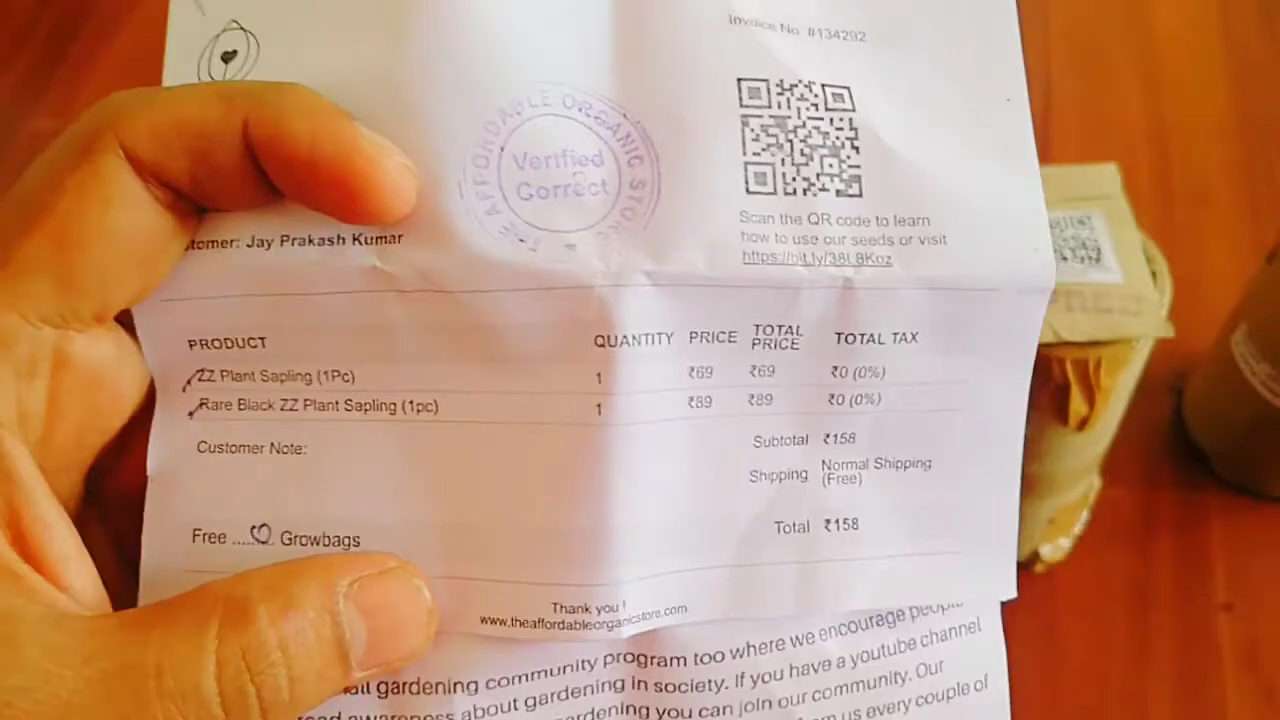 Invoice No. #134292
THE AFFORDABLE ORGANIC STORE
Verified
Correct
Scan the QR code to learn
how to use our seeds or visit
https://bit.ly/38L8Koz
tomer: Jay Prakash Kumar
PRODUCT QUANTITY PRICE TOTAL PRICE TOTAL TAX
ZZ Plant Sapling (1Pc) 1 ₹69 ₹69 ₹0 (0%)
Rare Black ZZ Plant Sapling (1pc) 1 ₹89 ₹89 ₹0 (0%)
Customer Note:
Subtotal ₹158
Shipping Normal Shipping (Free)
Total ₹158
Free ...... Growbags
Thank you !
www.theaffordableorganicstore.com
gardening community program too where we encourage people
awareness about gardening in society. If you have a youtube channel
gardening you can join our community. Our
us every couple of